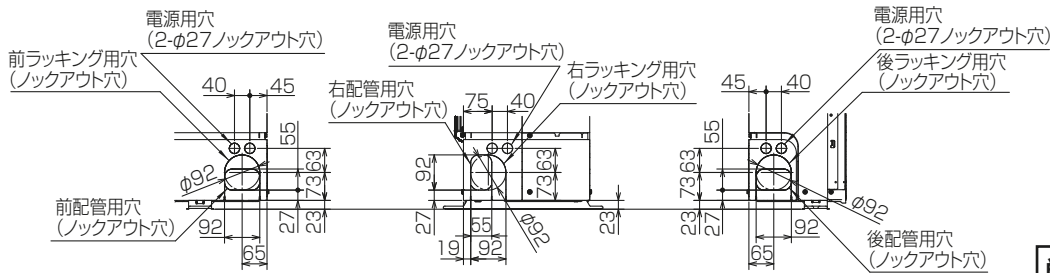 電源用穴
(2-φ27ノックアウト穴)
前ラッキング用穴
(ノックアウト穴)
40
45
55
63
73
φ92
27
23
前配管用穴
(ノックアウト穴)
92
65
電源用穴
(2-φ27ノックアウト穴)
右ラッキング用穴
(ノックアウト穴)
右配管用穴
(ノックアウト穴)
75
40
92
63
73
27
23
55
φ92
19
92
電源用穴
(2-φ27ノックアウト穴)
後ラッキング用穴
(ノックアウト穴)
45
40
55
63
73
27
23
φ92
92
65
後配管用穴
(ノックアウト穴)